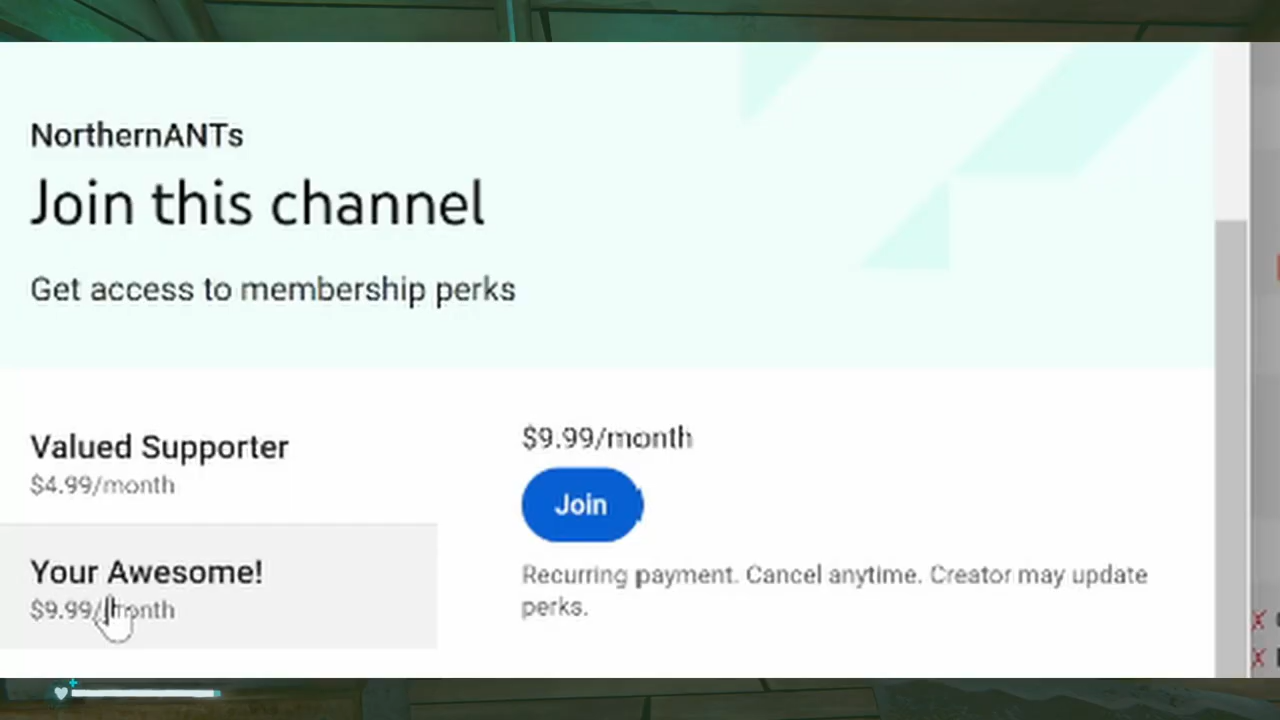 NorthernANTs
Join this channel
Get access to membership perks
Valued Supporter
$4.99/month
$9.99/month
Join
Recurring payment. Cancel anytime. Creator may update
perks.
Your Awesome!
$9.99/month